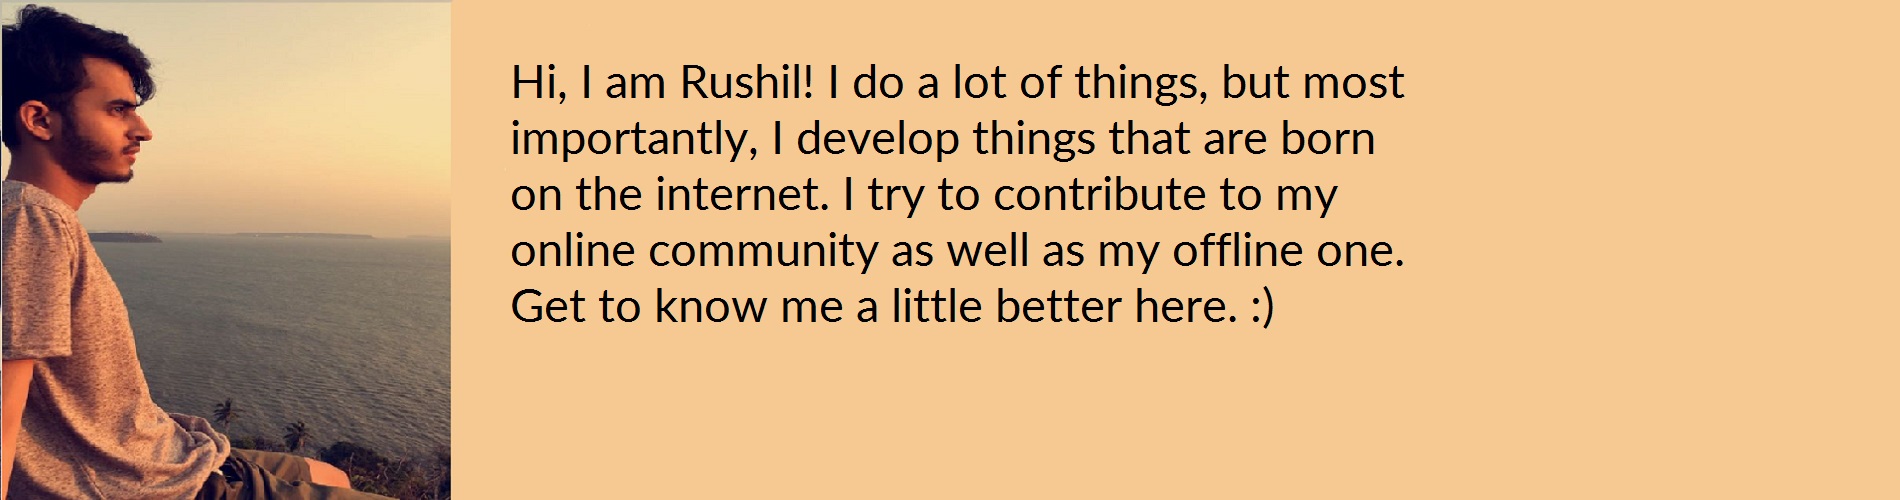 Hi, I am Rushil! I do a lot of things, but most
importantly, I develop things that are born
on the internet. I try to contribute to my
online community as well as my offline one.
Get to know me a little better here. :)